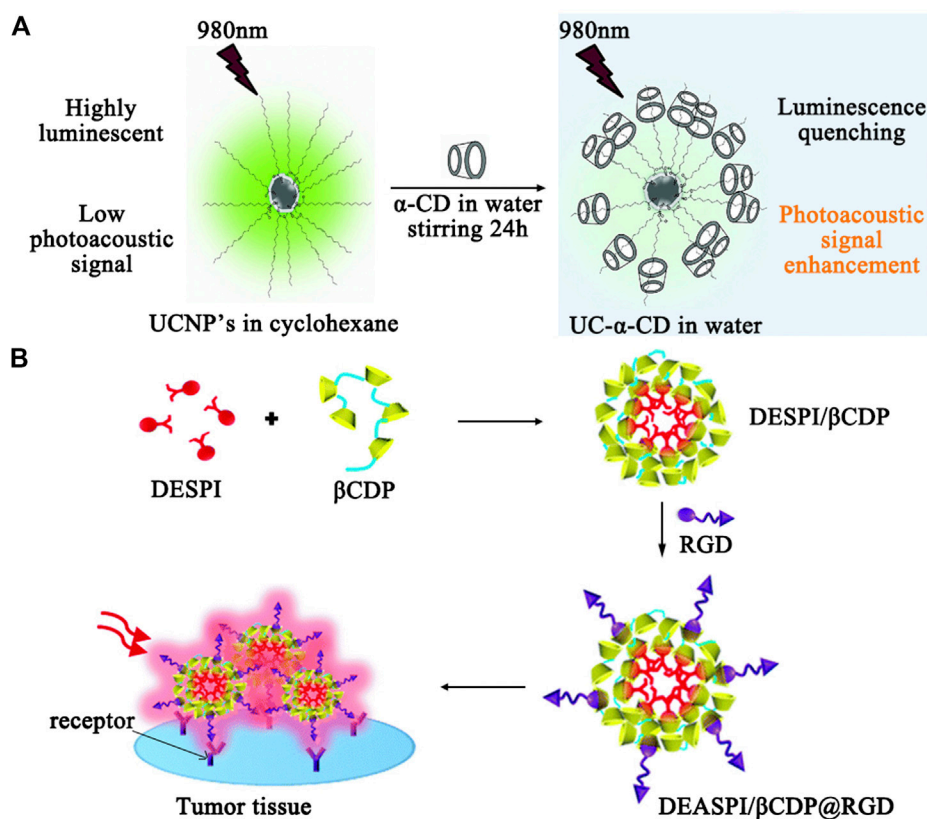 A
980nm
Highly
luminescent
Low
photoacoustic
signal
UCNP's in cyclohexane
α-CD in water
stirring 24h
980nm
Luminescence
quenching
Photoacoustic
signal
enhancement
UC-α-CD in water
B
DESPI
+
βCDP
DESPI/βCDP
RGD
DEASPI/βCDP@RGD
receptor
Tumor tissue